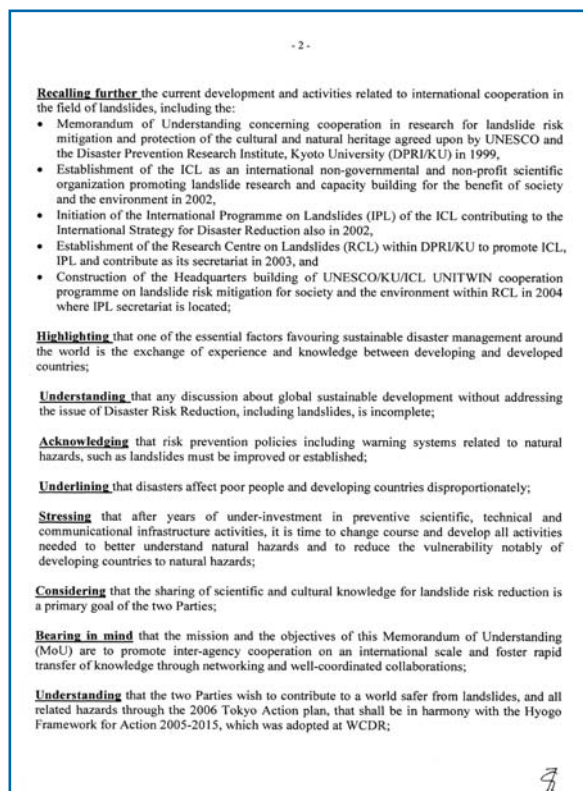 - 2 -
Recalling further the current development and activities related to international cooperation in
the field of landslides, including the:
• Memorandum of Understanding concerning cooperation in research for landslide risk
mitigation and protection of the cultural and natural heritage agreed upon by UNESCO and
the Disaster Prevention Research Institute, Kyoto University (DPRI/KU) in 1999,
• Establishment of the ICL as an international non-governmental and non-profit scientific
organization promoting landslide research and capacity building for the benefit of society
and the environment in 2002,
• Initiation of the International Programme on Landslides (IPL) of the ICL contributing to the
International Strategy for Disaster Reduction also in 2002,
• Establishment of the Research Centre on Landslides (RCL) within DPRI/KU to promote ICL,
IPL and contribute as its secretariat in 2003, and
• Construction of the Headquarters building of UNESCO/KU/ICL UNITWIN cooperation
programme on landslide risk mitigation for society and the environment within RCL in 2004
where IPL secretariat is located;
Highlighting that one of the essential factors favouring sustainable disaster management around
the world is the exchange of experience and knowledge between developing and developed
countries;
Understanding that any discussion about global sustainable development without addressing
the issue of Disaster Risk Reduction, including landslides, is incomplete;
Acknowledging that risk prevention policies including warning systems related to natural
hazards, such as landslides must be improved or established;
Underlining that disasters affect poor people and developing countries disproportionately;
Stressing that after years of under-investment in preventive scientific, technical and
communicational infrastructure activities, it is time to change course and develop all activities
needed to better understand natural hazards and to reduce the vulnerability notably of
developing countries to natural hazards;
Considering that the sharing of scientific and cultural knowledge for landslide risk reduction is
a primary goal of the two Parties;
Bearing in mind that the mission and the objectives of this Memorandum of Understanding
(MoU) are to promote inter-agency cooperation on an international scale and foster rapid
transfer of knowledge through networking and well-coordinated collaborations;
Understanding that the two Parties wish to contribute to a world safer from landslides, and all
related hazards through the 2006 Tokyo Action plan, that shall be in harmony with the Hyogo
Framework for Action 2005-2015, which was adopted at WCDR;